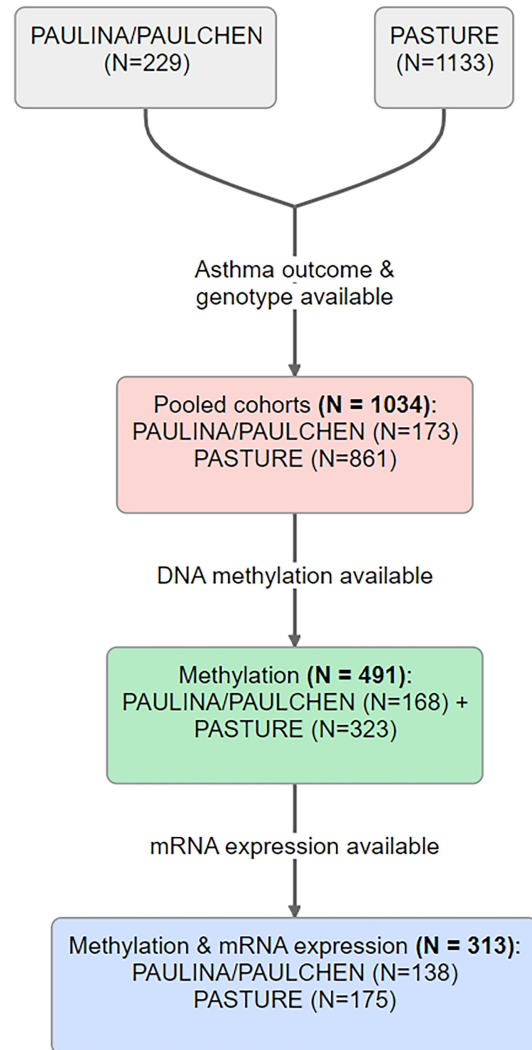 PAULINA/PAULCHEN
(N=229)
PASTURE
(N=1133)
Asthma outcome &
genotype available
Pooled cohorts (N = 1034):
PAULINA/PAULCHEN (N=173)
PASTURE (N=861)
DNA methylation available
Methylation (N = 491):
PAULINA/PAULCHEN (N=168) +
PASTURE (N=323)
mRNA expression available
Methylation & mRNA expression (N = 313):
PAULINA/PAULCHEN (N=138)
PASTURE (N=175)